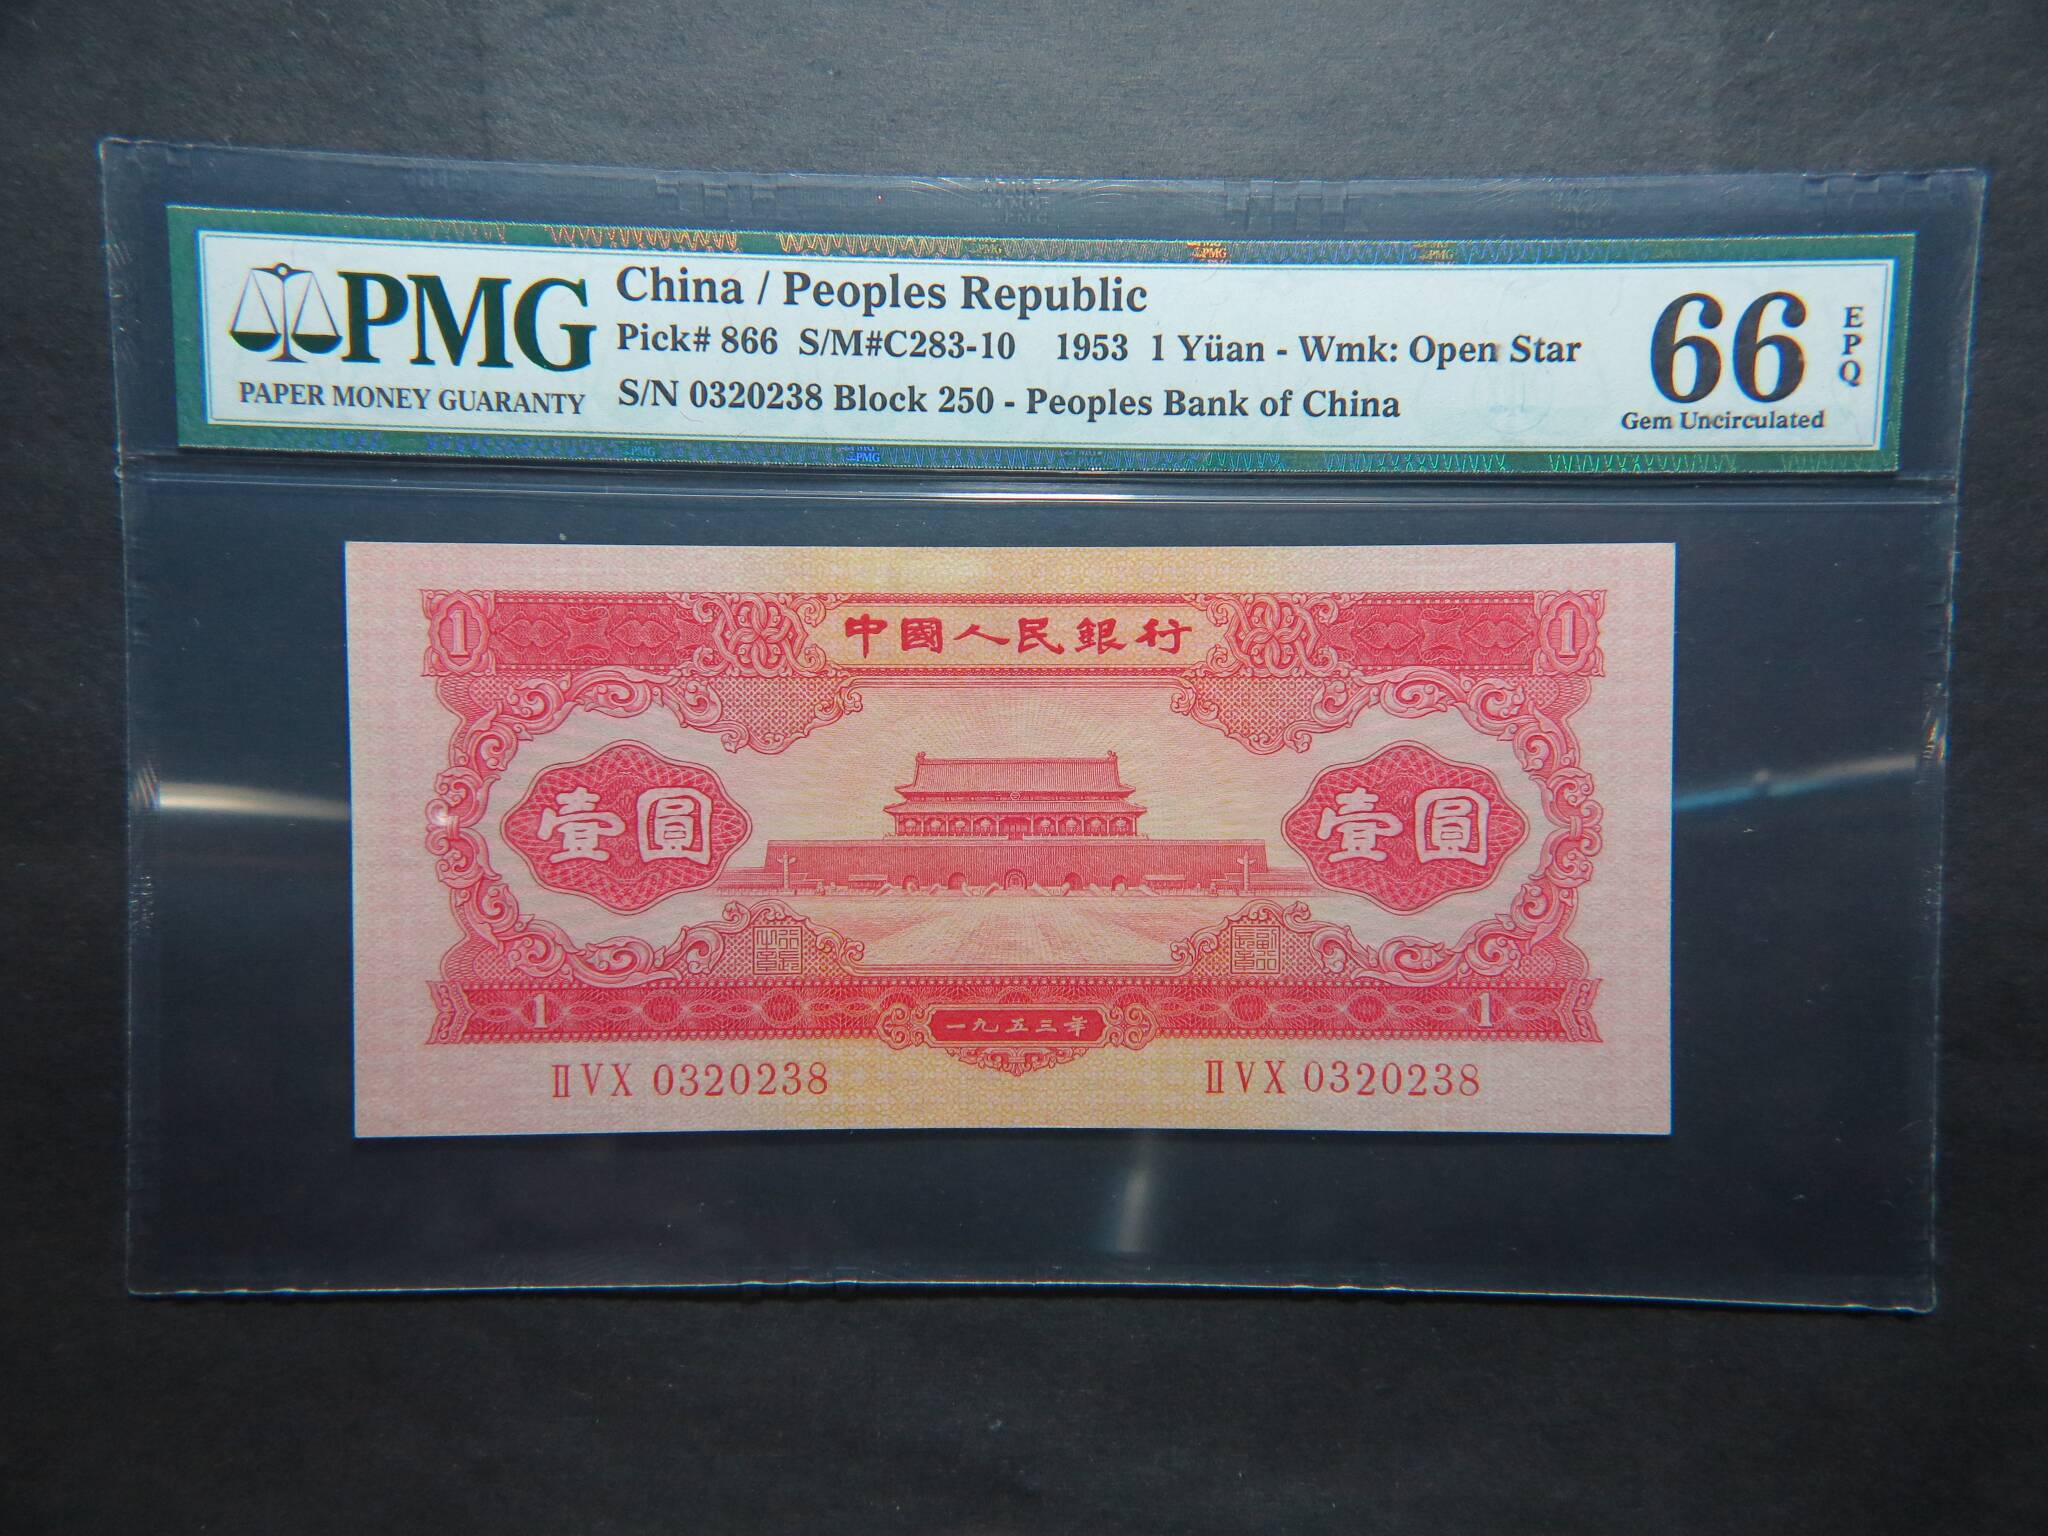 PMG
PAPER MONEY GUARANTY
China / Peoples Republic
Pick# 866 S/M#C283-10 1953 1 Yüan - Wmk: Open Star
S/N 0320238 Block 250 - Peoples Bank of China
66
EPQ
Gem Uncirculated
1 中國人民銀行 1
壹圓 壹圓
1 一九五三年 1
ⅡVX 0320238 ⅡVX 0320238